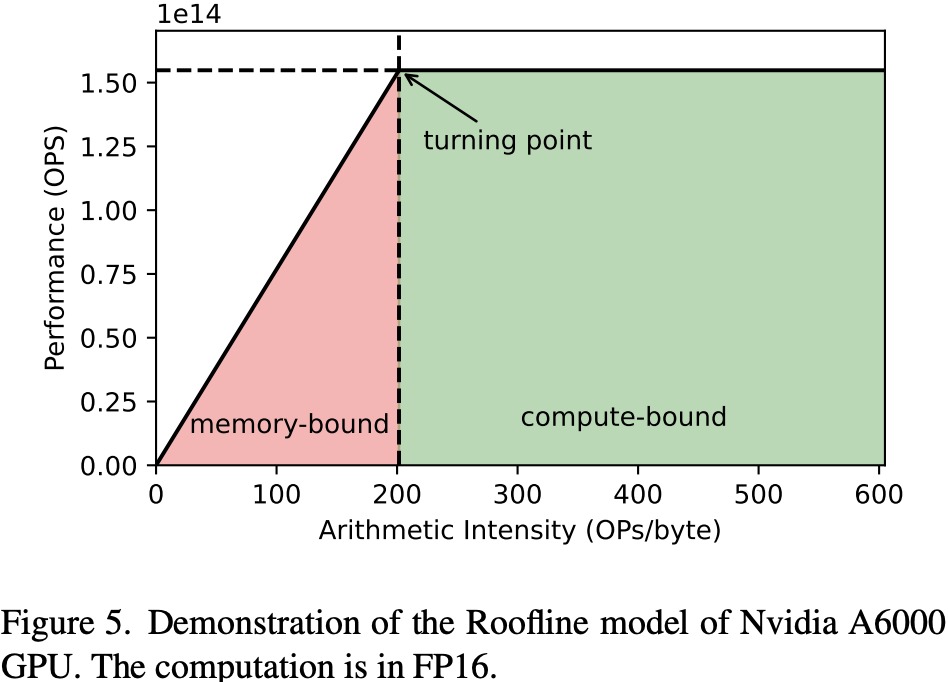 1e14
1.50
1.25
1.00
0.75
0.50
0.25
0.00
Performance (OPS)
turning point
memory-bound
compute-bound
0 100 200 300 400 500 600
Arithmetic Intensity (OPs/byte)
Figure 5. Demonstration of the Roofline model of Nvidia A6000
GPU. The computation is in FP16.